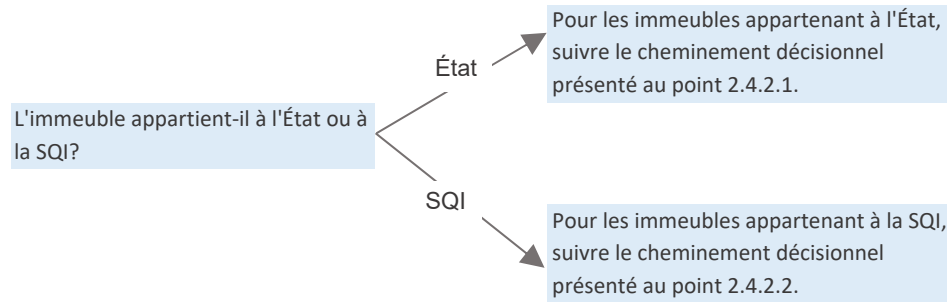 L'immeuble appartient-il à l'État ou à
la SQI?
État
Pour les immeubles appartenant à l'État,
suivre le cheminement décisionnel
présenté au point 2.4.2.1.
SQI
Pour les immeubles appartenant à la SQI,
suivre le cheminement décisionnel
présenté au point 2.4.2.2.